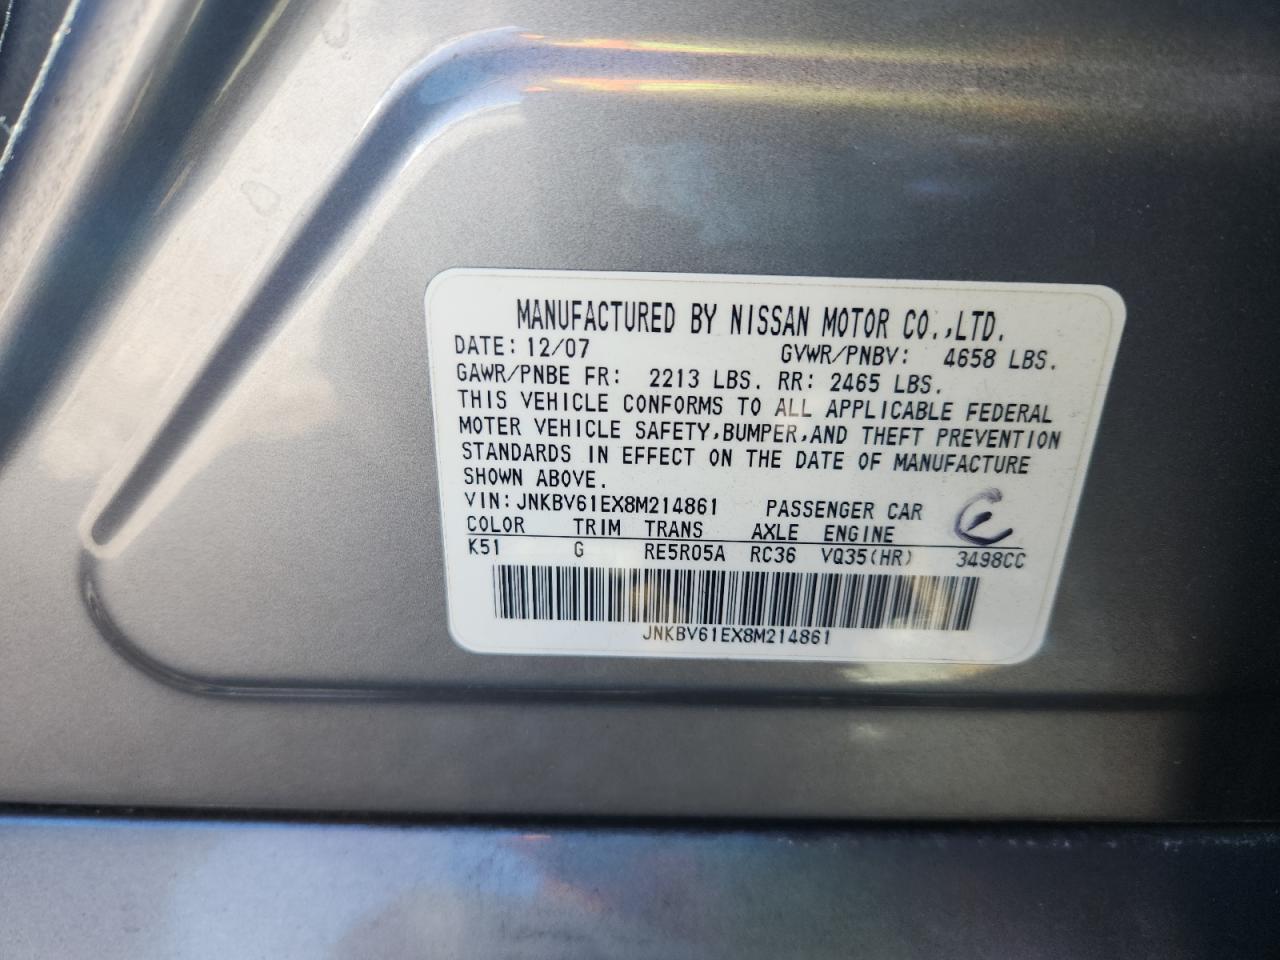 MANUFACTURED BY NISSAN MOTOR CO.,LTD.
DATE: 12/07 GVWR/PNBV: 4658 LBS.
GAWR/PNBE FR: 2213 LBS. RR: 2465 LBS.
THIS VEHICLE CONFORMS TO ALL APPLICABLE FEDERAL
MOTER VEHICLE SAFETY,BUMPER,AND THEFT PREVENTION
STANDARDS IN EFFECT ON THE DATE OF MANUFACTURE
SHOWN ABOVE.
VIN: JNKBV61EX8M214861 PASSENGER CAR
COLOR TRIM TRANS AXLE ENGINE
K51 G RE5R05A RC36 VQ35(HR) 3498CC
JNKBV61EX8M214861